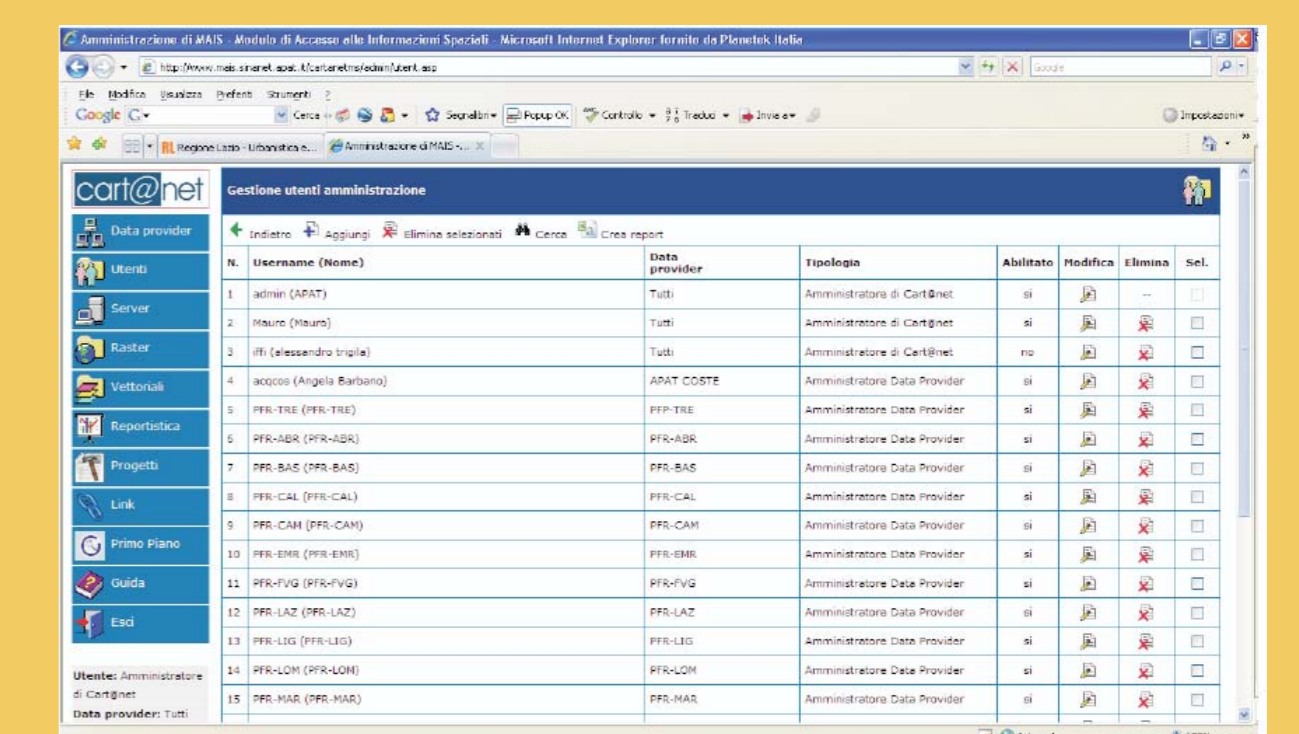 Amministrazione di MAIS - Modulo di Accesso alle Informazioni Spaziali - Microsoft Internet Explorer fornito da Planetek Italia
http://www.mais.sinanet.apat.it/cartanetms/admin/utenti.asp
Google
File Modifica Visualizza Preferiti Strumenti ?
Google G Cerca Segnalibri Popup OK Controllo Traduci Invia a Impostazioni
RL Regione Lazio - Urbanistica e... Amministrazione di MAIS -... X
cart@net
Gestione utenti amministrazione
Data provider
Utenti
Server
Raster
Vettoriali
Reportistica
Progetti
Link
Primo Piano
Guida
Esci
Utente: Amministratore
di Cart@net
Data provider: Tutti
Indietro Aggiungi Elimina selezionati Cerca Crea report
N. Username (Nome) Data provider Tipologia Abilitato Modifica Elimina Sel.
1 admin (APAT) Tutti Amministratore di Cart@net si --
2 Mauro (Mauro) Tutti Amministratore di Cart@net si
3 iffi (alessandro trigila) Tutti Amministratore di Cart@net no
4 acqcos (Angela Barbano) APAT COSTE Amministratore Data Provider si
5 PFR-TRE (PFR-TRE) PFP-TRE Amministratore Data Provider si
6 PFR-ABR (PFR-ABR) PFR-ABR Amministratore Data Provider si
7 PFR-BAS (PFR-BAS) PFR-BAS Amministratore Data Provider si
8 PFR-CAL (PFR-CAL) PFR-CAL Amministratore Data Provider si
9 PFR-CAM (PFR-CAM) PFR-CAM Amministratore Data Provider si
10 PFR-EMR (PFR-EMR) PFR-EMR Amministratore Data Provider si
11 PFR-FVG (PFR-FVG) PFR-FVG Amministratore Data Provider si
12 PFR-LAZ (PFR-LAZ) PFR-LAZ Amministratore Data Provider si
13 PFR-LIG (PFR-LIG) PFR-LIG Amministratore Data Provider si
14 PFR-LOM (PFR-LOM) PFR-LOM Amministratore Data Provider si
15 PFR-MAR (PFR-MAR) PFR-MAR Amministratore Data Provider si